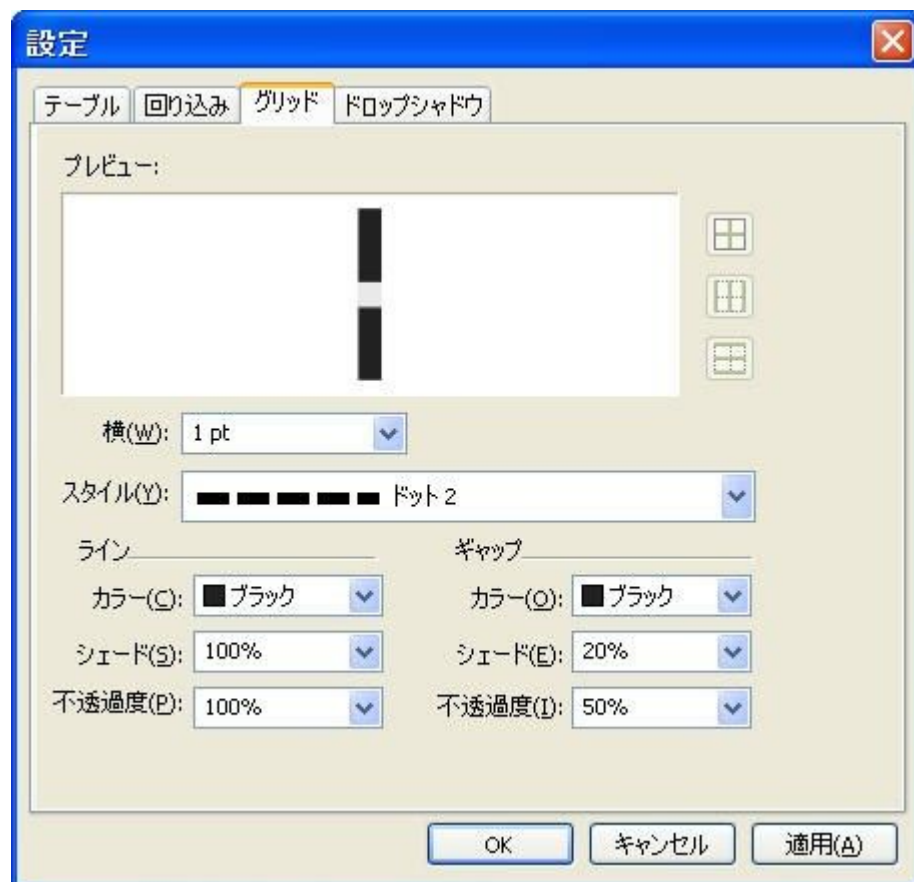 設定
テーブル 回り込み グリッド ドロップシャドウ
プレビュー:
横(W): 1 pt
スタイル(Y): ドット 2
ライン ギャップ
カラー(C): ブラック カラー(O): ブラック
シェード(S): 100% シェード(E): 20%
不透過度(P): 100% 不透過度(I): 50%
OK キャンセル 適用(A)